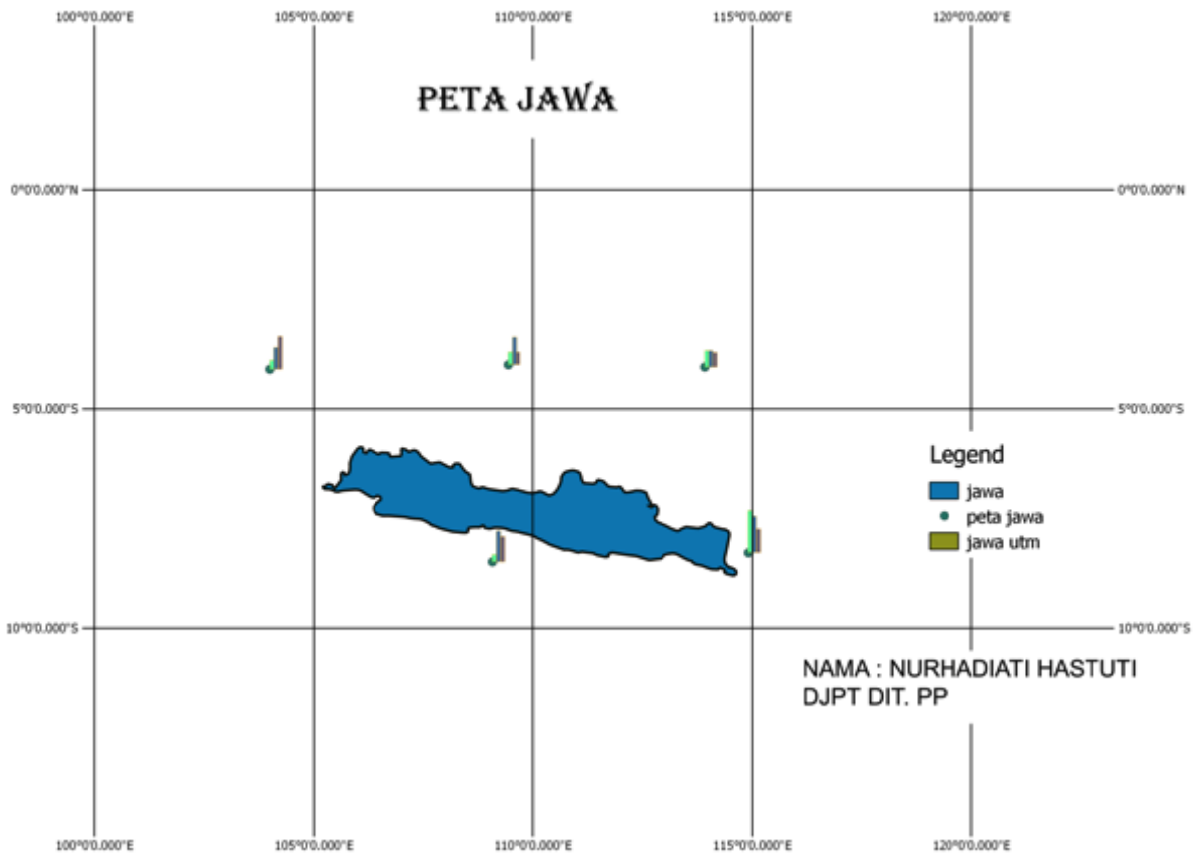 100°0'0.000"E 105°0'0.000"E 110°0'0.000"E 115°0'0.000"E 120°0'0.000"E
PETA JAWA
0°0'0.000"N 0°0'0.000"N
5°0'0.000"S 5°0'0.000"S
Legend
jawa
peta jawa
jawa utm
10°0'0.000"S 10°0'0.000"S
NAMA : NURHADIATI HASTUTI
DJPT DIT. PP
100°0'0.000"E 105°0'0.000"E 110°0'0.000"E 115°0'0.000"E 120°0'0.000"E